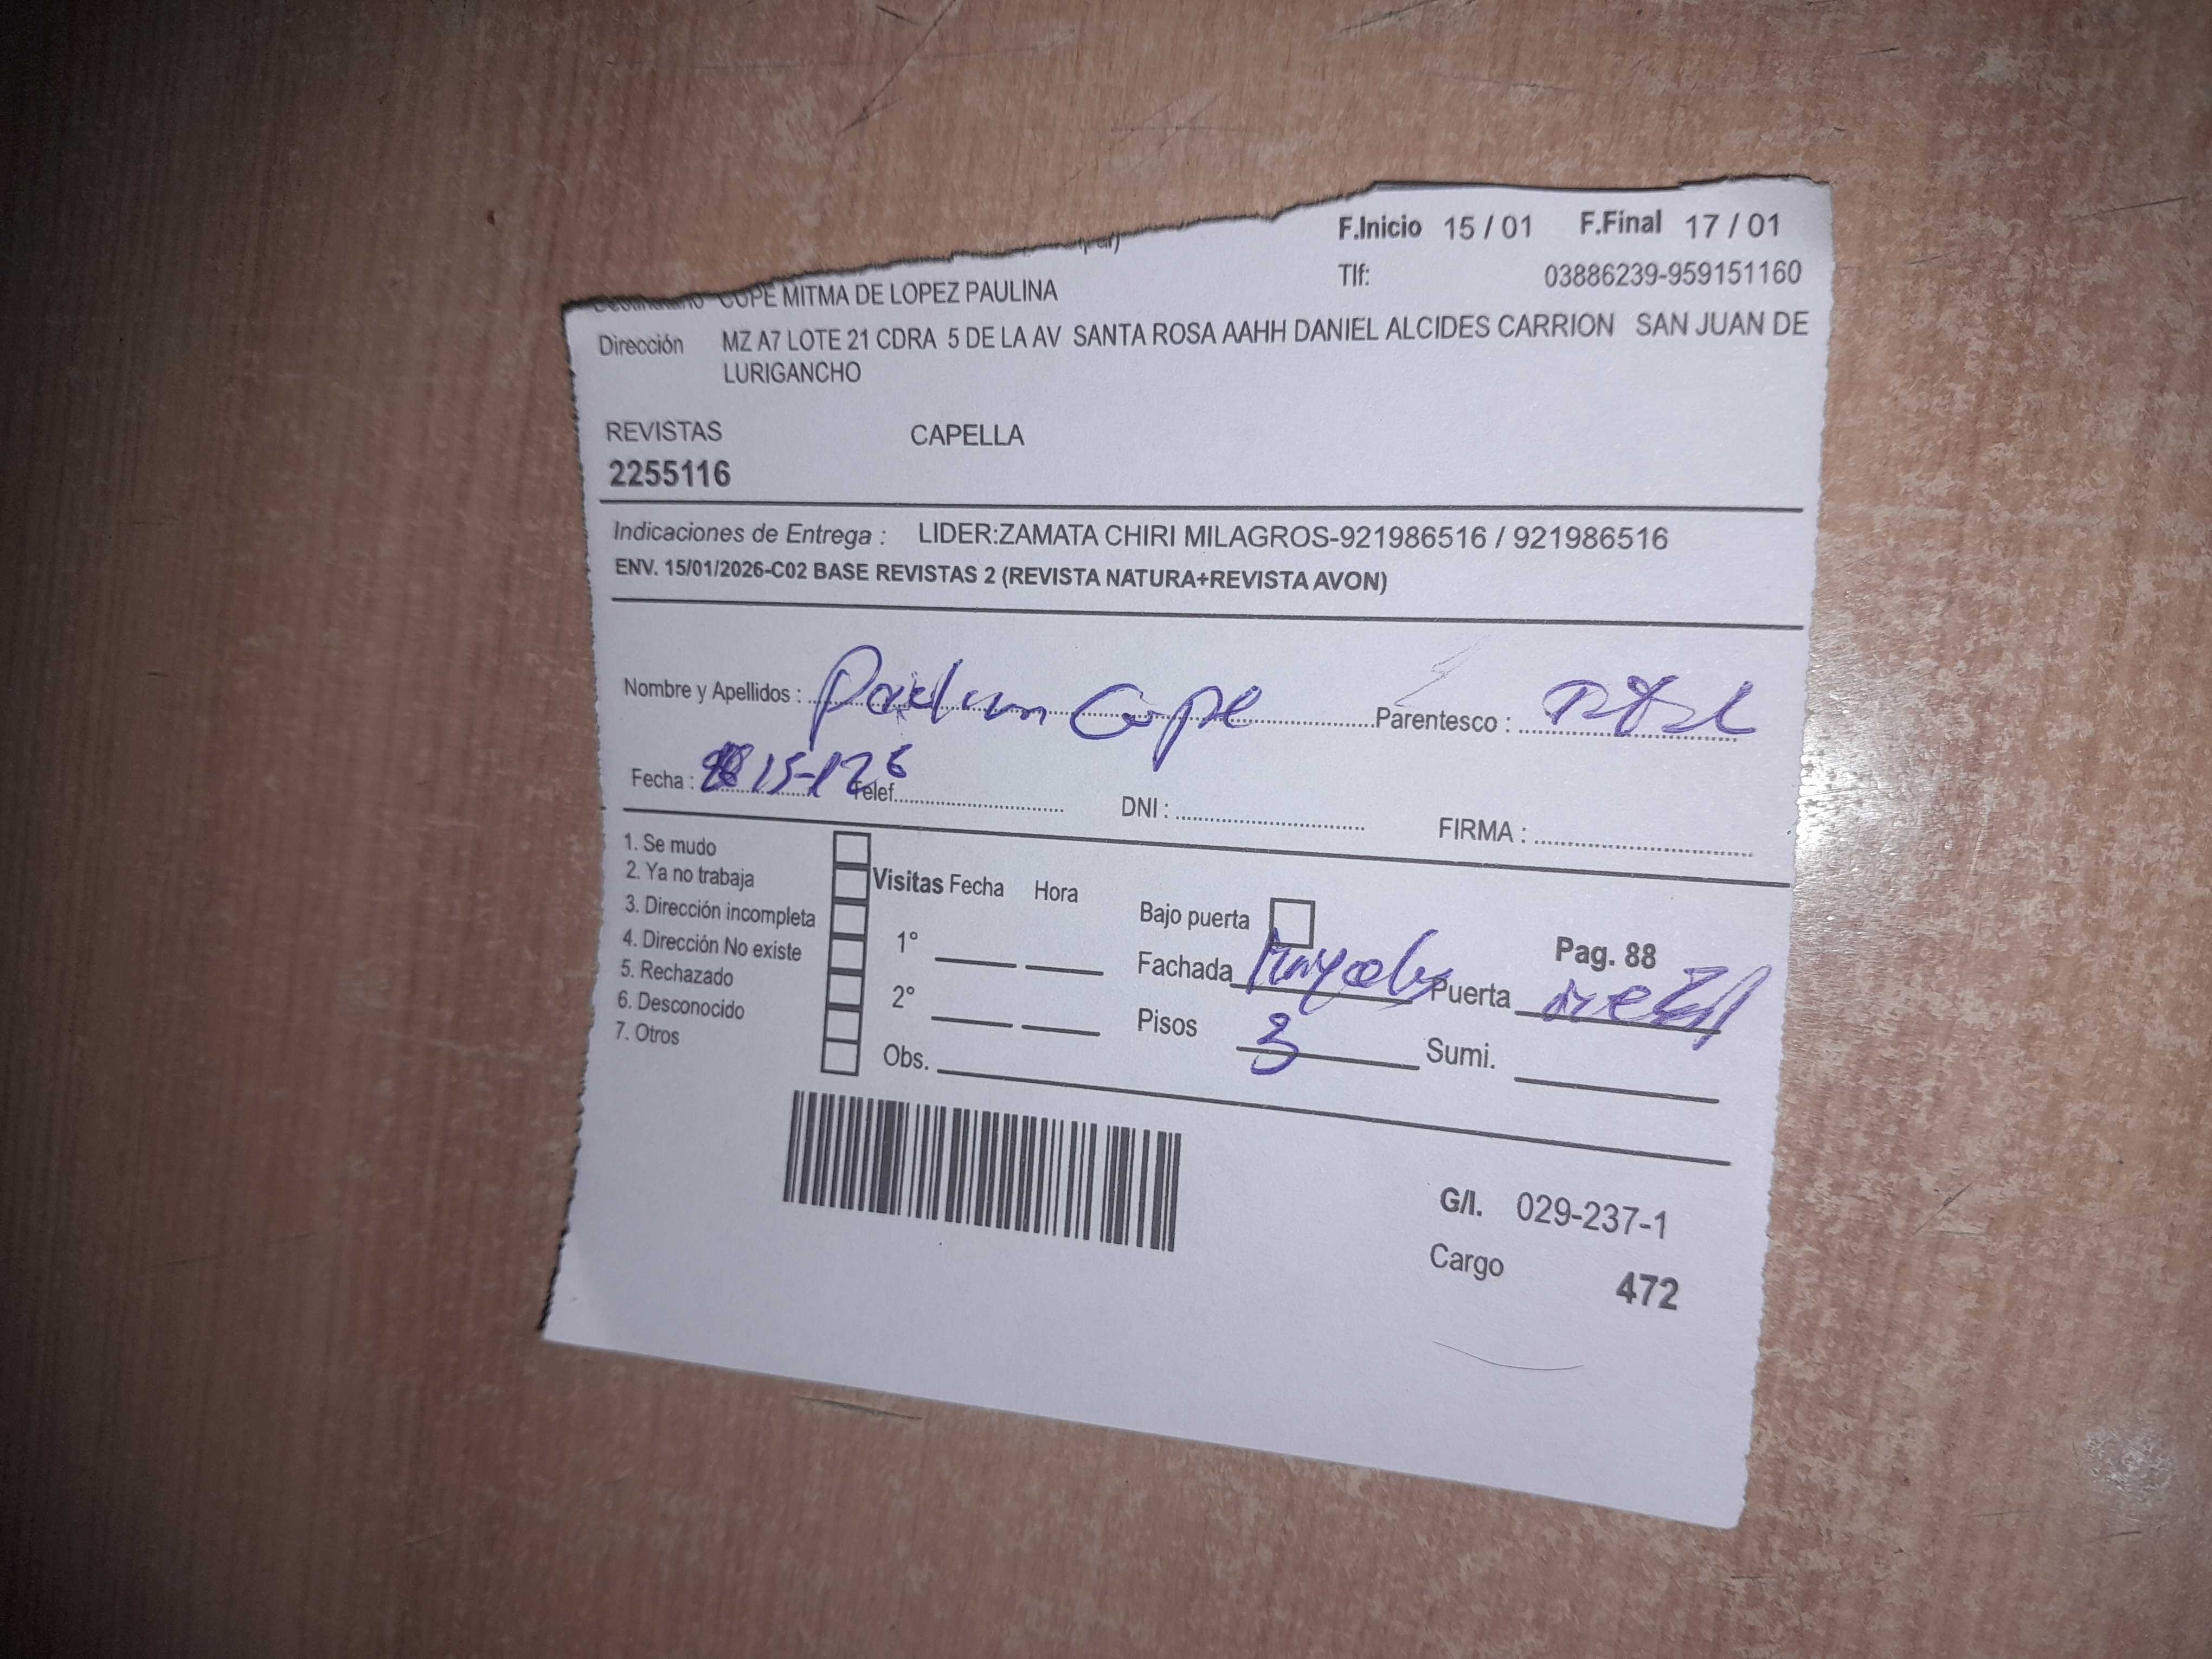 F.Inicio 15 / 01 F.Final 17 / 01
Destinatario COPE MITMA DE LOPEZ PAULINA Tlf: 03886239-959151160
Dirección MZ A7 LOTE 21 CDRA 5 DE LA AV SANTA ROSA AAHH DANIEL ALCIDES CARRION SAN JUAN DE
LURIGANCHO
REVISTAS CAPELLA
2255116
Indicaciones de Entrega : LIDER:ZAMATA CHIRI MILAGROS-921986516 / 921986516
ENV. 15/01/2026-C02 BASE REVISTAS 2 (REVISTA NATURA+REVISTA AVON)
Nombre y Apellidos : Cope Parentesco :
Fecha : 15-1-26 Telef. DNI : FIRMA :
1. Se mudo
2. Ya no trabaja
3. Dirección incompleta
4. Dirección No existe
5. Rechazado
6. Desconocido
7. Otros
Visitas Fecha Hora
1°
2°
Obs.
Bajo puerta
Pag. 88
Fachada Puerta
Pisos 3 Sumi.
G/I. 029-237-1
Cargo 472